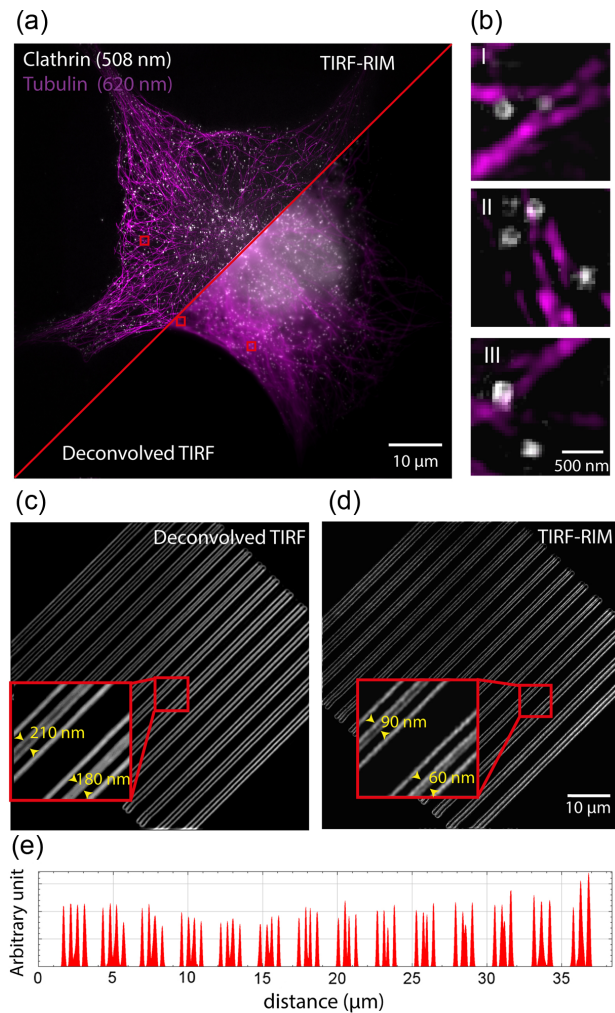 (a)
(b)
Clathrin (508 nm)
Tubulin (620 nm)
TIRF-RIM
Deconvolved TIRF
10 µm
I
II
III
500 nm
(c)
(d)
Deconvolved TIRF
210 nm
180 nm
TIRF-RIM
90 nm
60 nm
10 µm
(e)
Arbitrary unit
0 5 10 15 20 25 30 35
distance (µm)